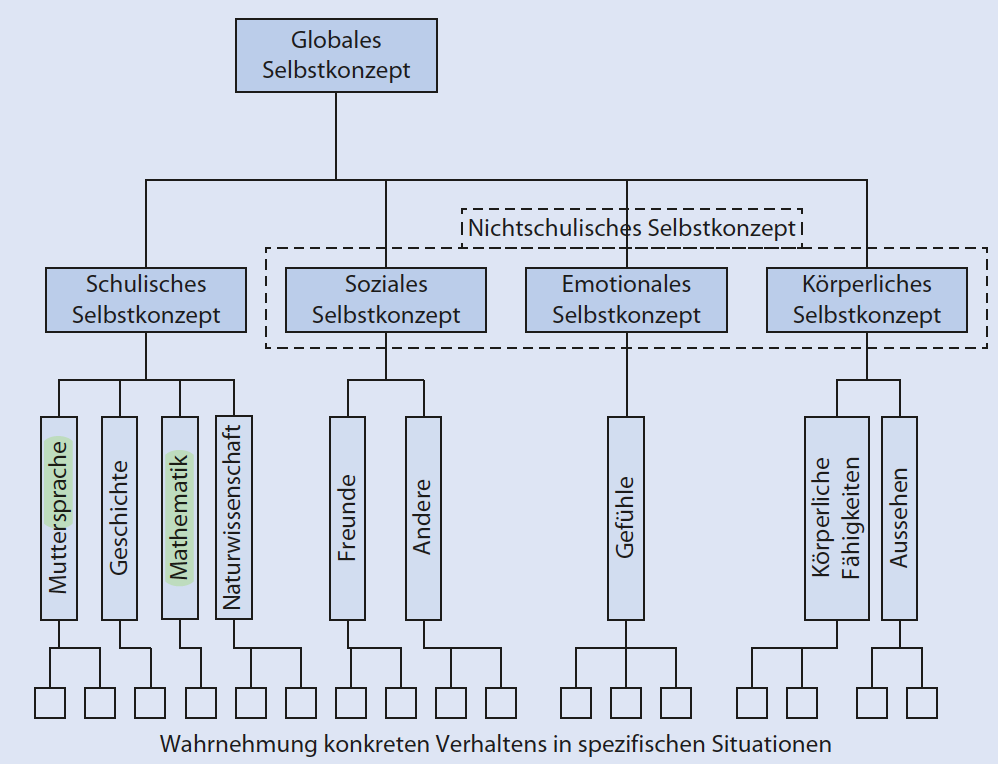 Globales
Selbstkonzept
Nichtschulisches Selbstkonzept
Schulisches
Selbstkonzept
Soziales
Selbstkonzept
Emotionales
Selbstkonzept
Körperliches
Selbstkonzept
Muttersprache
Geschichte
Mathematik
Naturwissenschaft
Freunde
Andere
Gefühle
Körperliche
Fähigkeiten
Aussehen
Wahrnehmung konkreten Verhaltens in spezifischen Situationen